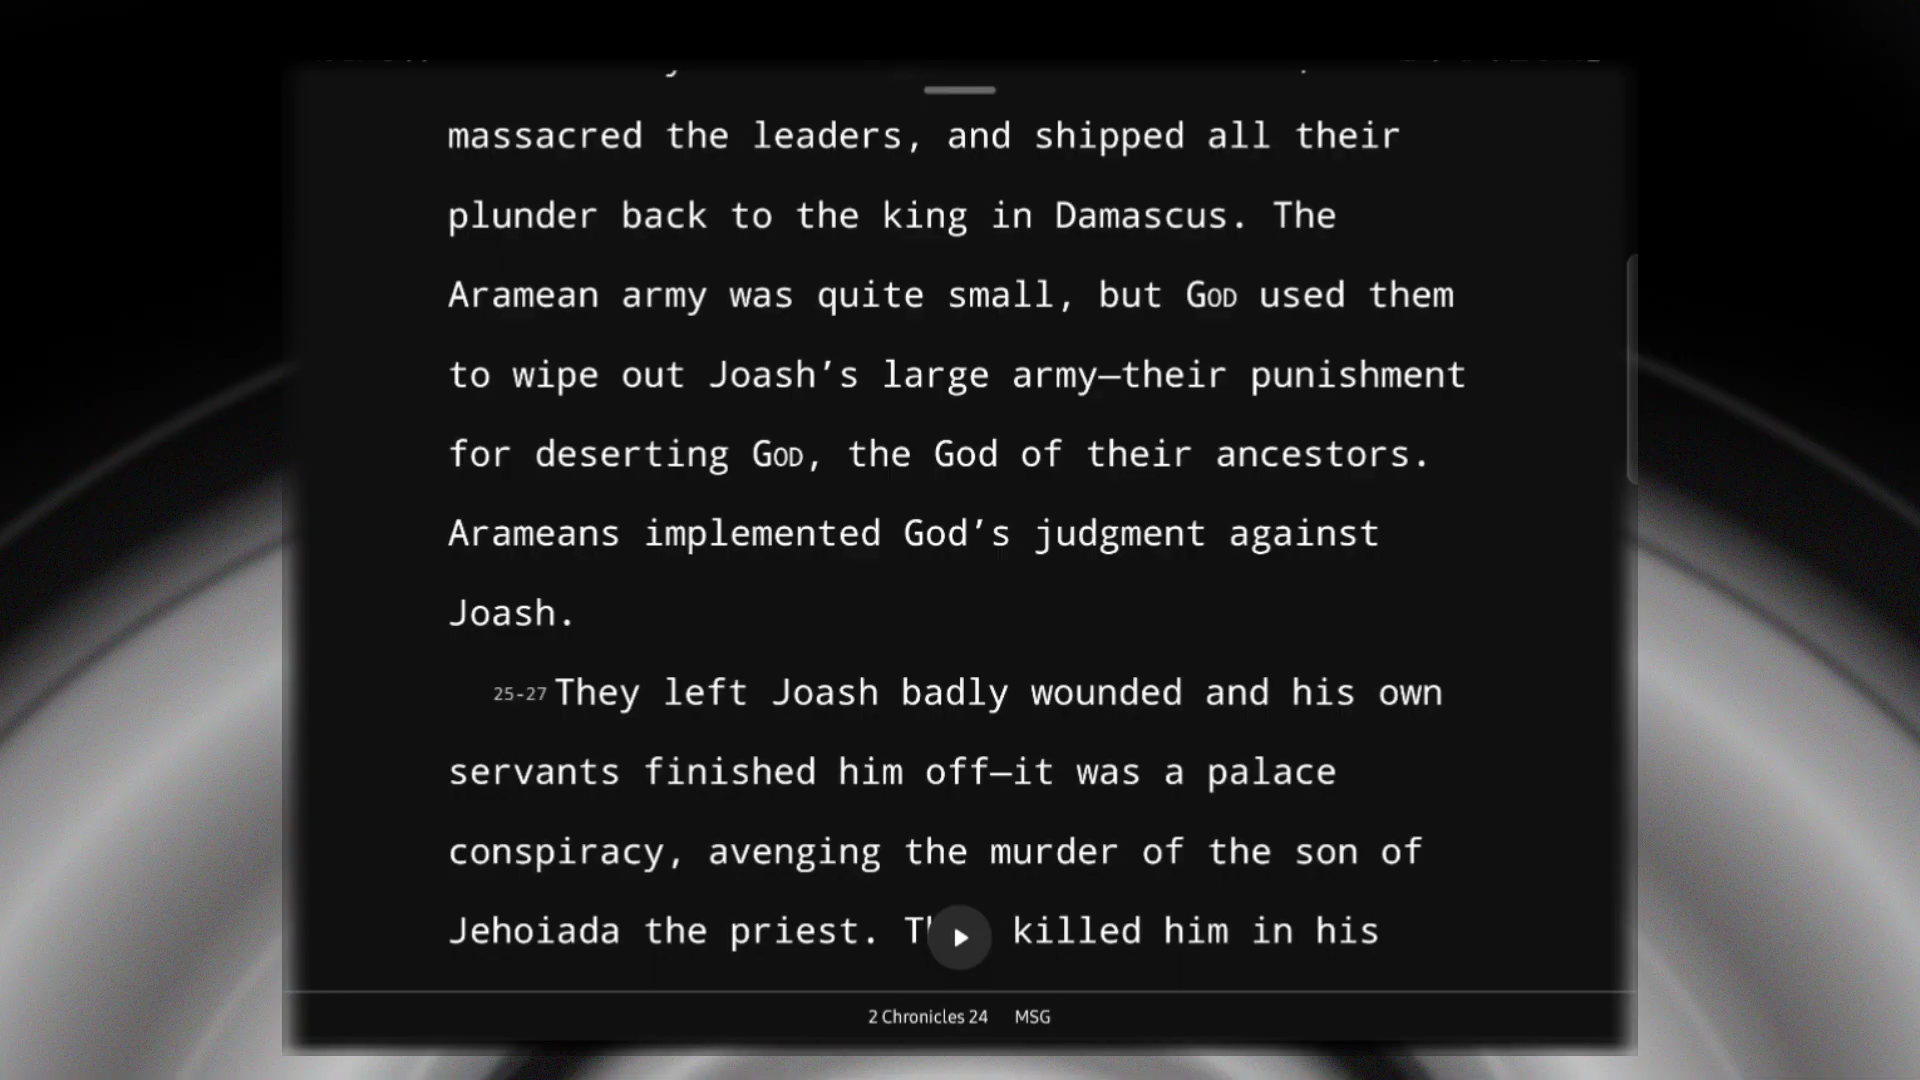 massacred the leaders, and shipped all their
plunder back to the king in Damascus. The
Aramean army was quite small, but GOD used them
to wipe out Joash’s large army—their punishment
for deserting GOD, the God of their ancestors.
Arameans implemented God’s judgment against
Joash.
25-27 They left Joash badly wounded and his own
servants finished him off—it was a palace
conspiracy, avenging the murder of the son of
Jehoiada the priest. killed him in his
2 Chronicles 24 MSG